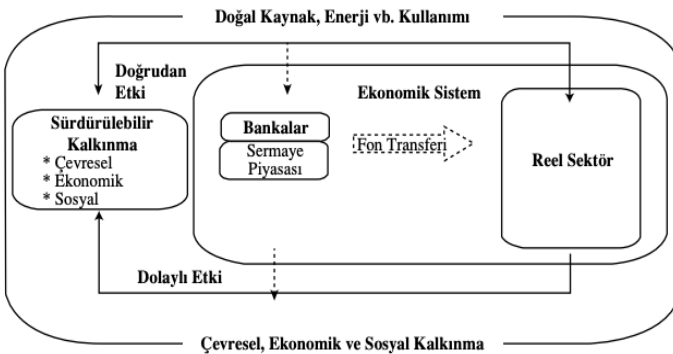 Doğal Kaynak, Enerji vb. Kullanımı
Doğrudan
Etki
Ekonomik Sistem
Sürdürülebilir
Kalkınma
* Çevresel
* Ekonomik
* Sosyal
Bankalar
Sermaye
Piyasası
Fon Transferi
Reel Sektör
Dolaylı Etki
Çevresel, Ekonomik ve Sosyal Kalkınma